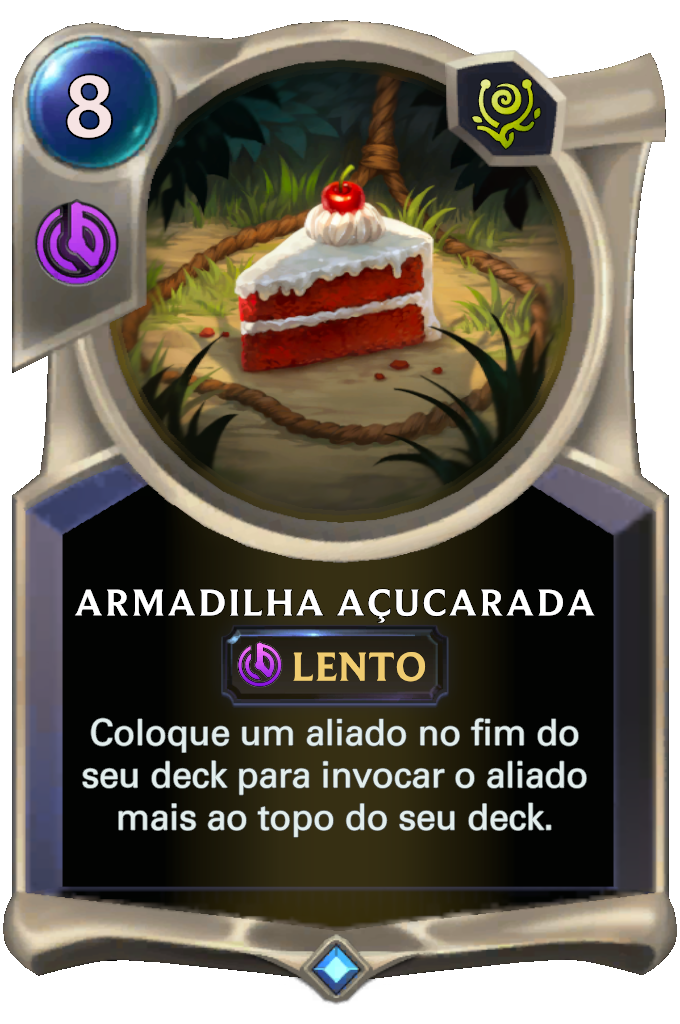 8
ARMADILHA AÇUCARADA
LENTO
Coloque um aliado no fim do
seu deck para invocar o aliado
mais ao topo do seu deck.